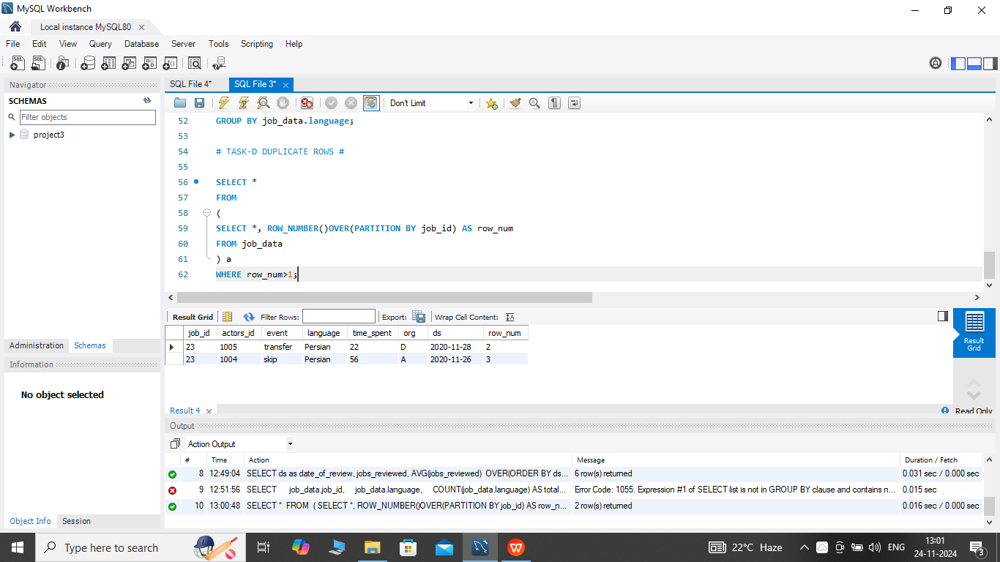 MySQL Workbench
Local instance MySQL80
File Edit View Query Database Server Tools Scripting Help
Navigator
SCHEMAS
Filter objects
project3
Administration Schemas
Information
No object selected
Object Info Session
SQL File 4* SQL File 3*
Don't Limit
52 GROUP BY job_data.language;
53
54 # TASK-D DUPLICATE ROWS #
55
56 SELECT *
57 FROM
58 (
59 SELECT *, ROW_NUMBER()OVER(PARTITION BY job_id) AS row_num
60 FROM job_data
61 ) a
62 WHERE row_num>1;
Result Grid Filter Rows: Export: Wrap Cell Content:
job_id actors_id event language time_spent org ds row_num
23 1005 transfer Persian 22 D 2020-11-28 2
23 1004 skip Persian 56 A 2020-11-26 3
Result Grid
Result 4
Read Only
Output
Action Output
# Time Action Message Duration / Fetch
8 12:49:04 SELECT ds as date_of_review, jobs_reviewed, AVG(jobs_reviewed) OVER(ORDER BY ds... 6 row(s) returned 0.031 sec / 0.000 sec
9 12:51:56 SELECT job_data.job_id, job_data.language, COUNT(job_data.language) AS total... Error Code: 1055. Expression #1 of SELECT list is not in GROUP BY clause and contains n... 0.015 sec
10 13:00:48 SELECT * FROM ( SELECT *, ROW_NUMBER()OVER(PARTITION BY job_id) AS row_n... 2 row(s) returned 0.016 sec / 0.000 sec
Type here to search
22°C Haze
ENG
13:01
24-11-2024
3